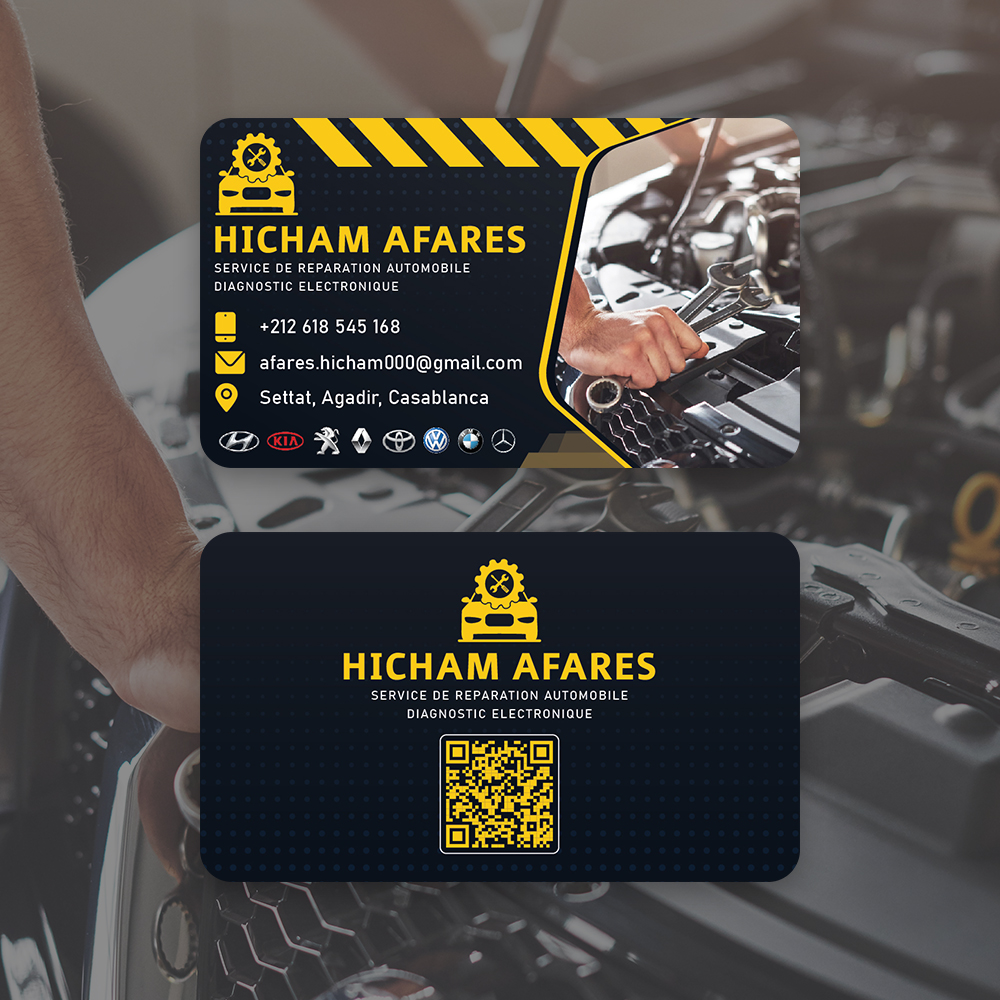 HICHAM AFARES
SERVICE DE REPARATION AUTOMOBILE
DIAGNOSTIC ELECTRONIQUE
+212 618 545 168
afares.hicham000@gmail.com
Settat, Agadir, Casablanca
KIA
HICHAM AFARES
SERVICE DE REPARATION AUTOMOBILE
DIAGNOSTIC ELECTRONIQUE